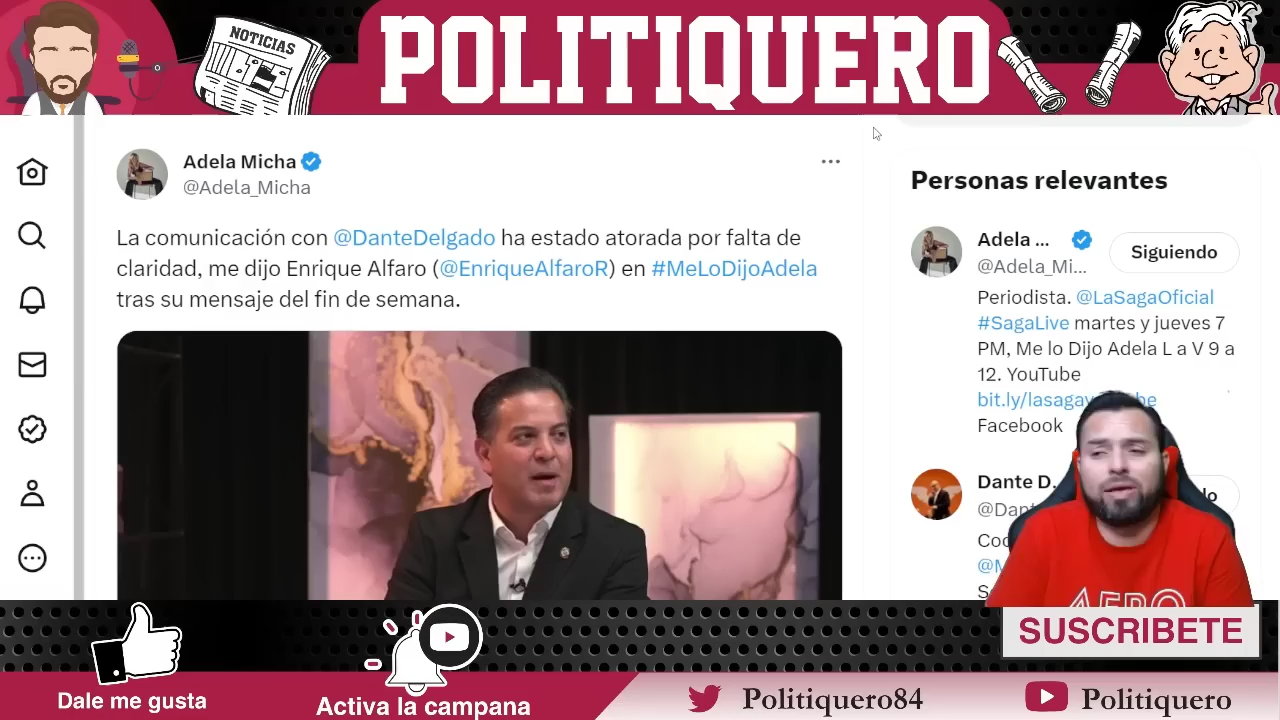 NOTICIAS
POLITIQUERO
Adela Micha
@Adela_Micha
La comunicación con @DanteDelgado ha estado atorada por falta de
claridad, me dijo Enrique Alfaro (@EnriqueAlfaroR) en #MeLoDijoAdela
tras su mensaje del fin de semana.
Personas relevantes
Adela ...
@Adela_Mi...
Siguiendo
Periodista. @LaSagaOficial
#SagaLive martes y jueves 7
PM, Me lo Dijo Adela L a V 9 a
12. YouTube
Facebook
Dante D.
SUSCRIBETE
Dale me gusta
Activa la campana
Politiquero84
Politiquero